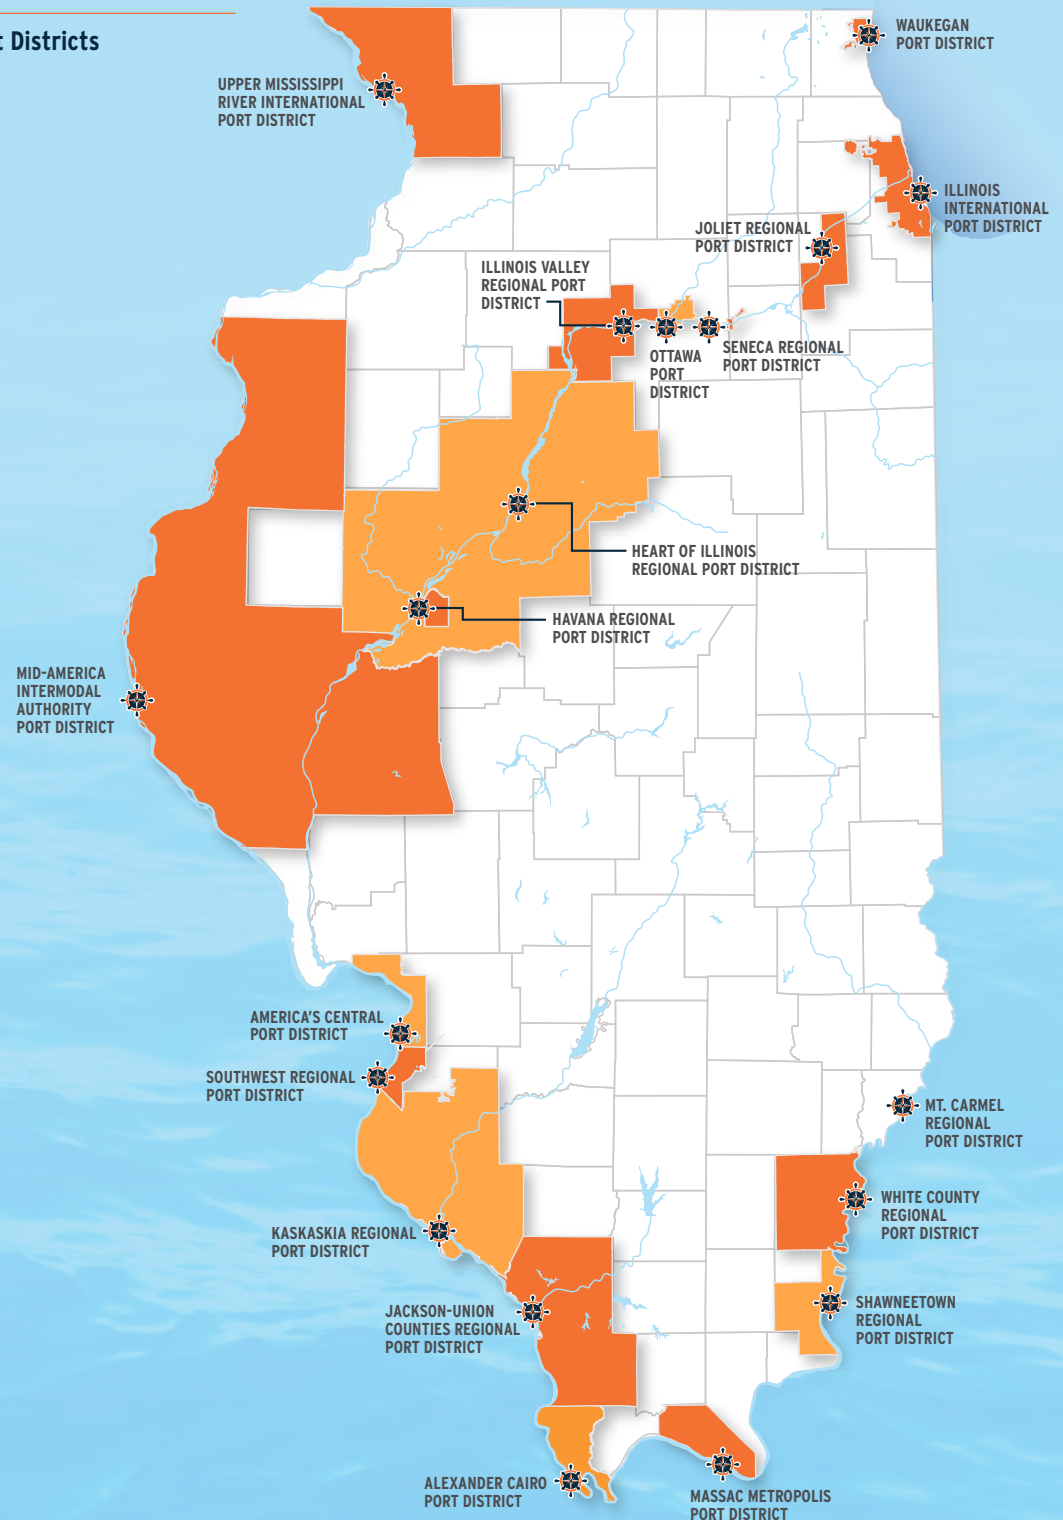 t Districts
WAUKEGAN
PORT DISTRICT
UPPER MISSISSIPPI
RIVER INTERNATIONAL
PORT DISTRICT
ILLINOIS
INTERNATIONAL
PORT DISTRICT
JOLIET REGIONAL
PORT DISTRICT
ILLINOIS VALLEY
REGIONAL PORT
DISTRICT
OTTAWA
PORT
DISTRICT
SENECA REGIONAL
PORT DISTRICT
HEART OF ILLINOIS
REGIONAL PORT DISTRICT
HAVANA REGIONAL
PORT DISTRICT
MID-AMERICA
INTERMODAL
AUTHORITY
PORT DISTRICT
AMERICA'S CENTRAL
PORT DISTRICT
SOUTHWEST REGIONAL
PORT DISTRICT
MT. CARMEL
REGIONAL
PORT DISTRICT
WHITE COUNTY
REGIONAL
PORT DISTRICT
KASKASKIA REGIONAL
PORT DISTRICT
SHAWNEETOWN
REGIONAL
PORT DISTRICT
JACKSON-UNION
COUNTIES REGIONAL
PORT DISTRICT
ALEXANDER CAIRO
PORT DISTRICT
MASSAC METROPOLIS
PORT DISTRICT